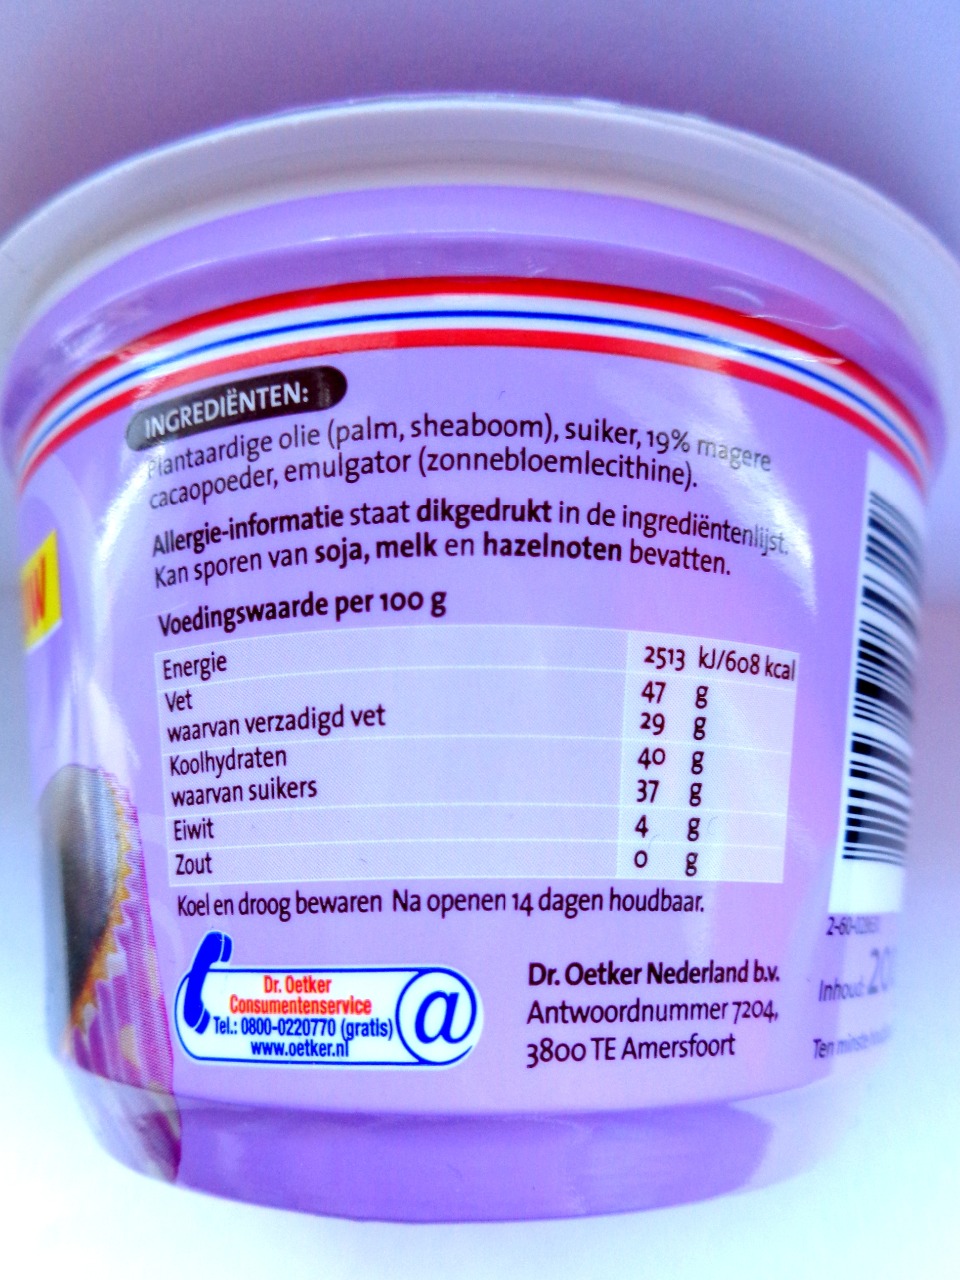 INGREDIËNTEN:
Plantaardige olie (palm, sheaboom), suiker, 19% magere
cacaopoeder, emulgator (zonnebloemlecithine).
Allergie-informatie staat dikgedrukt in de ingrediëntenlijst.
Kan sporen van soja, melk en hazelnoten bevatten.
Voedingswaarde per 100 g
Energie 2513 kJ/608 kcal
Vet 47 g
waarvan verzadigd vet 29 g
Koolhydraten 40 g
waarvan suikers 37 g
Eiwit 4 g
Zout 0 g
Koel en droog bewaren Na openen 14 dagen houdbaar.
Dr. Oetker
Consumentenservice
Tel.: 0800-0220770 (gratis)
www.oetker.nl
@
Dr. Oetker Nederland b.v.
Antwoordnummer 7204,
3800 TE Amersfoort
Inhoud:
Ten minste